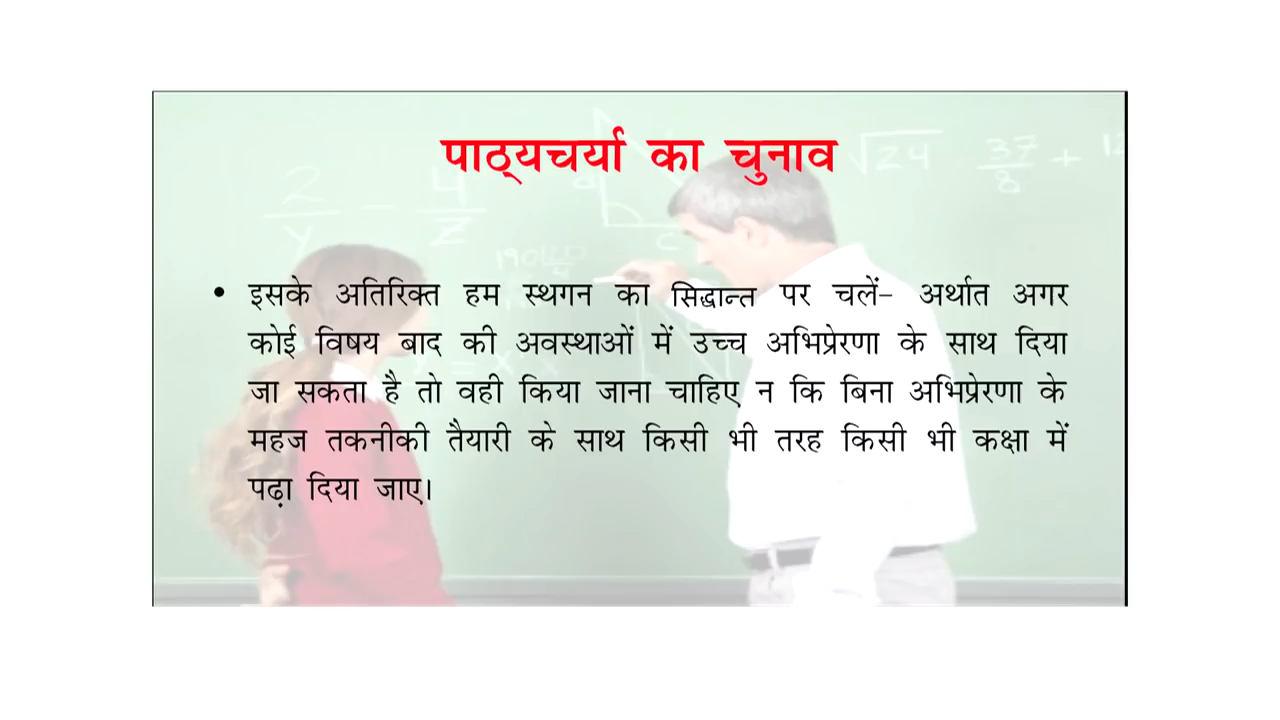 पाठ्यचर्या का चुनाव
• इसके अतिरिक्त हम स्थगन का सिद्धान्त पर चलें- अर्थात अगर
कोई विषय बाद की अवस्थाओं में उच्च अभिप्रेरणा के साथ दिया
जा सकता है तो वही किया जाना चाहिए न कि बिना अभिप्रेरणा के
महज तकनीकी तैयारी के साथ किसी भी तरह किसी भी कक्षा में
पढ़ा दिया जाए।